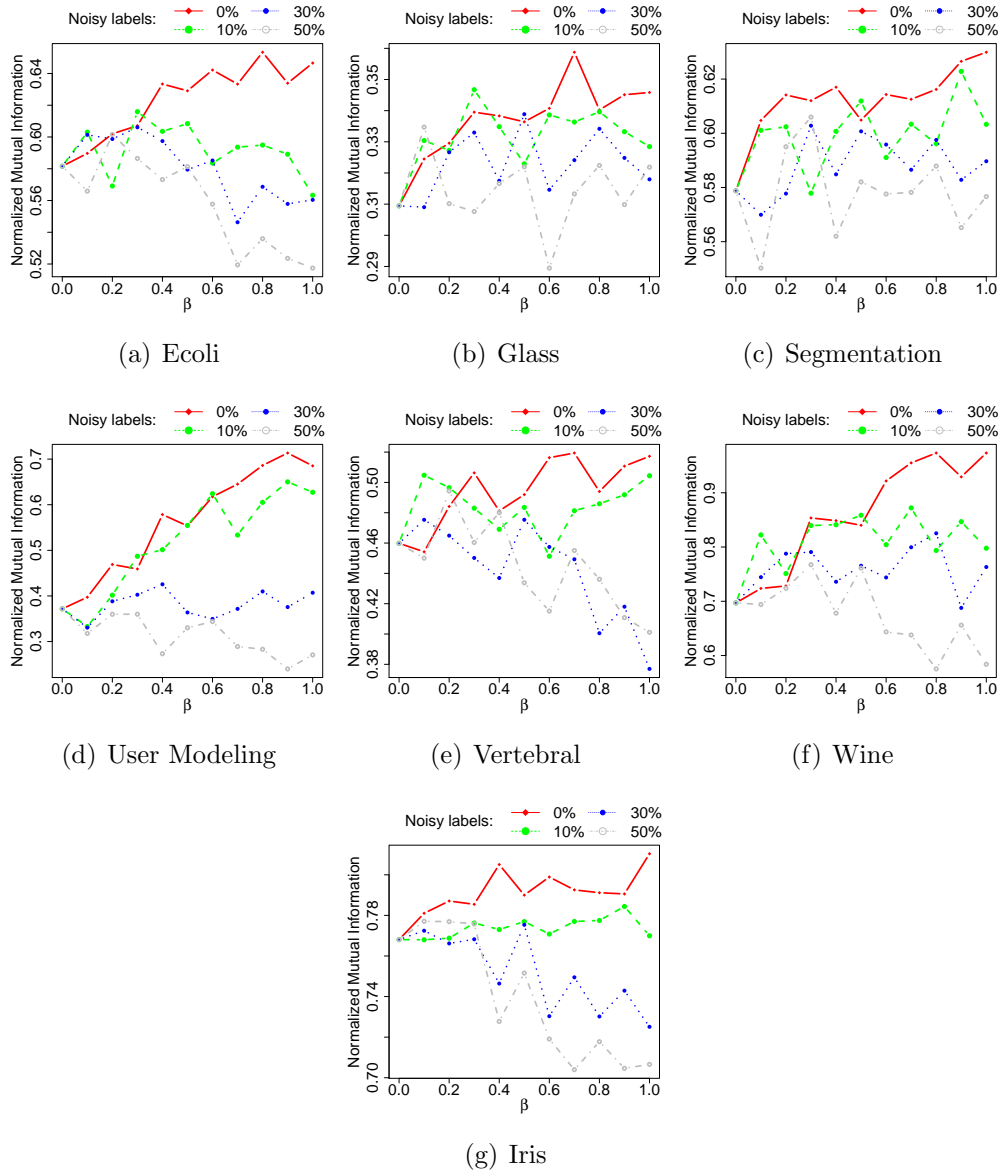 Noisy labels: 0% 30%
10% 50%
Normalized Mutual Information
0.52 0.56 0.60 0.64
0.0 0.2 0.4 0.6 0.8 1.0
β
(a) Ecoli
Noisy labels: 0% 30%
10% 50%
Normalized Mutual Information
0.29 0.31 0.33 0.35
0.0 0.2 0.4 0.6 0.8 1.0
β
(b) Glass
Noisy labels: 0% 30%
10% 50%
Normalized Mutual Information
0.56 0.58 0.60 0.62
0.0 0.2 0.4 0.6 0.8 1.0
β
(c) Segmentation
Noisy labels: 0% 30%
10% 50%
Normalized Mutual Information
0.3 0.4 0.5 0.6 0.7
0.0 0.2 0.4 0.6 0.8 1.0
β
(d) User Modeling
Noisy labels: 0% 30%
10% 50%
Normalized Mutual Information
0.38 0.42 0.46 0.50
0.0 0.2 0.4 0.6 0.8 1.0
β
(e) Vertebral
Noisy labels: 0% 30%
10% 50%
Normalized Mutual Information
0.6 0.7 0.8 0.9
0.0 0.2 0.4 0.6 0.8 1.0
β
(f) Wine
Noisy labels: 0% 30%
10% 50%
Normalized Mutual Information
0.70 0.74 0.78
0.0 0.2 0.4 0.6 0.8 1.0
β
(g) Iris